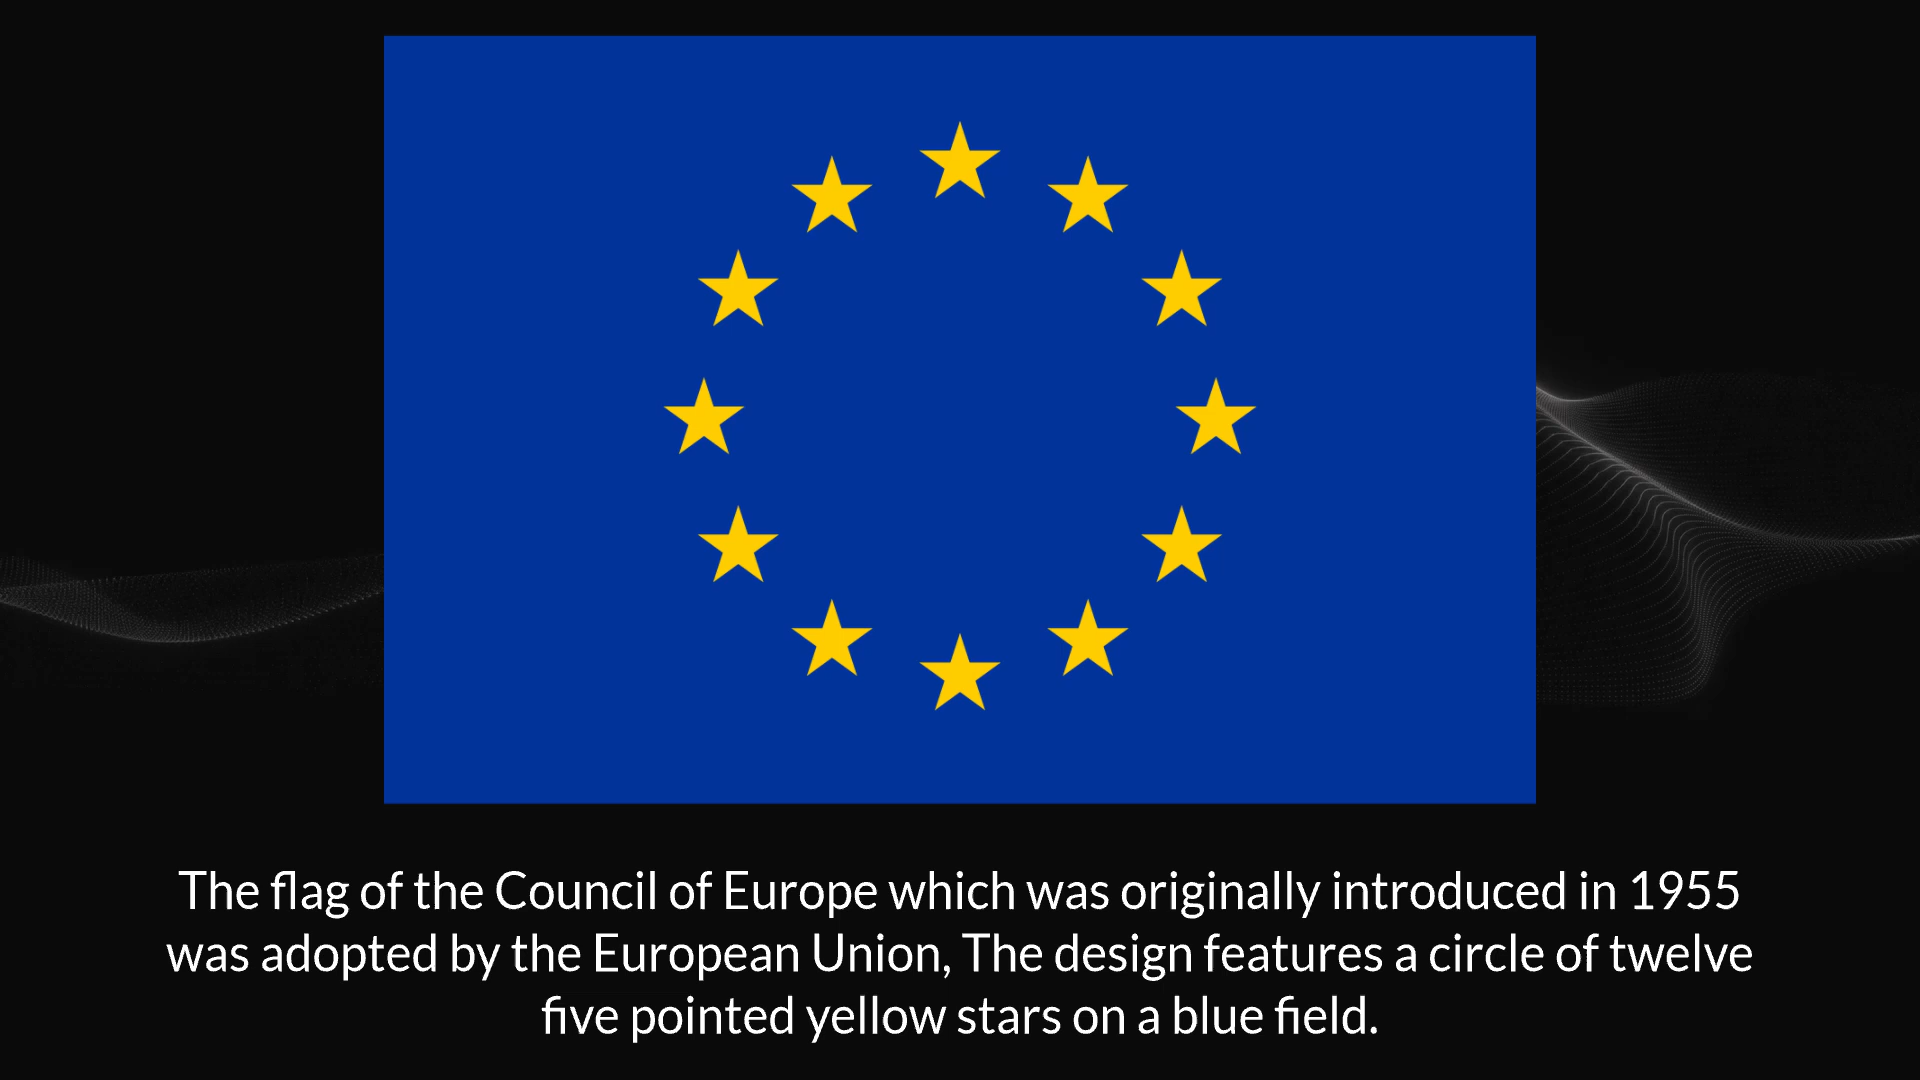 The flag of the Council of Europe which was originally introduced in 1955
was adopted by the European Union, The design features a circle of twelve
five pointed yellow stars on a blue field.